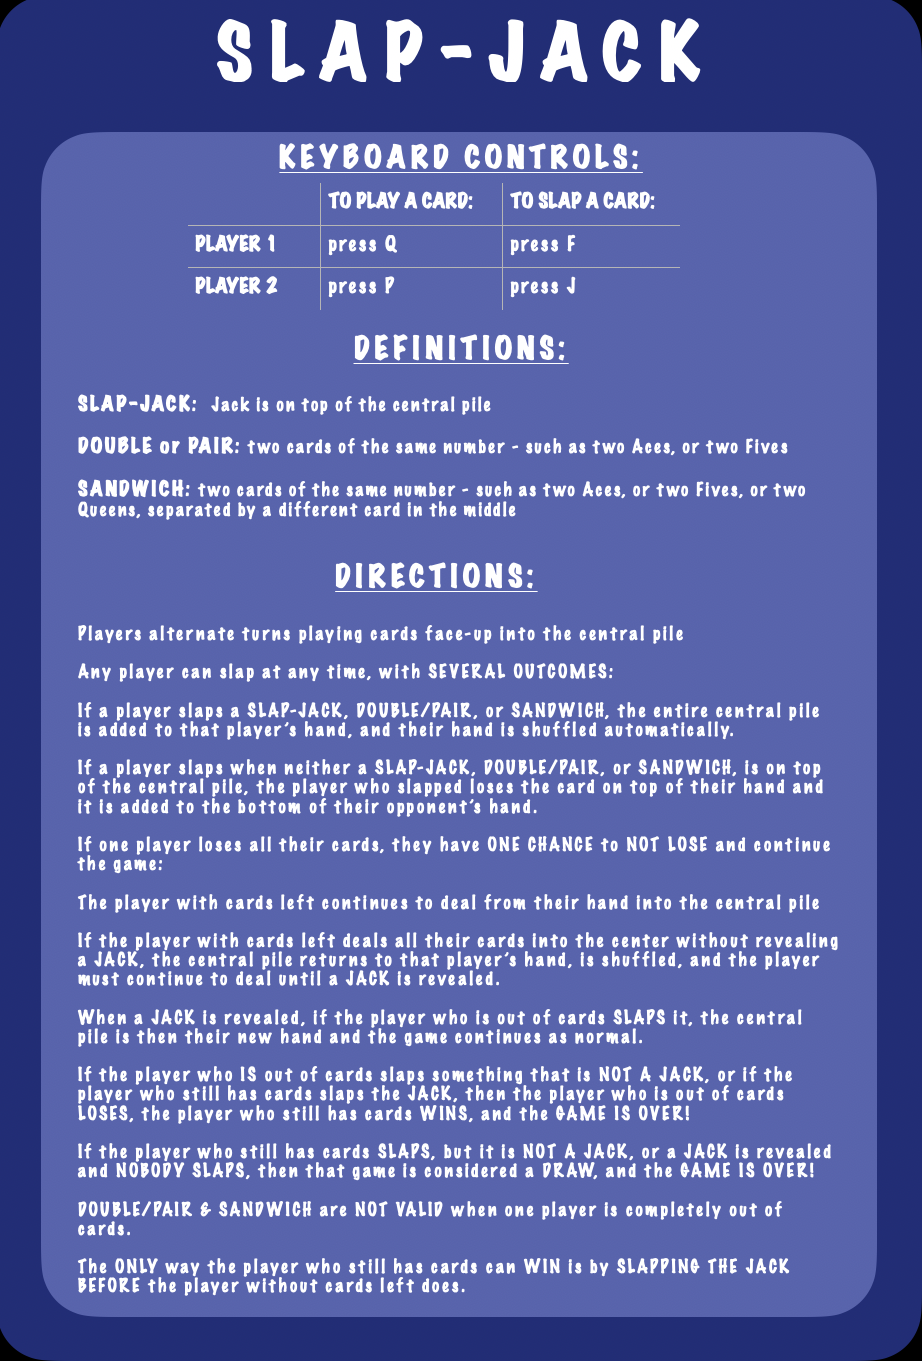 SLAP-JACK
KEYBOARD CONTROLS:
TO PLAY A CARD: TO SLAP A CARD:
PLAYER 1 press Q press F
PLAYER 2 press P press J
DEFINITIONS:
SLAP-JACK: Jack is on top of the central pile
DOUBLE or PAIR: two cards of the same number - such as two Aces, or two Fives
SANDWICH: two cards of the same number - such as two Aces, or two Fives, or two
Queens, separated by a different card in the middle
DIRECTIONS:
Players alternate turns playing cards face-up into the central pile
Any player can slap at any time, with SEVERAL OUTCOMES:
If a player slaps a SLAP-JACK, DOUBLE/PAIR, or SANDWICH, the entire central pile
is added to that player's hand, and their hand is shuffled automatically.
If a player slaps when neither a SLAP-JACK, DOUBLE/PAIR, or SANDWICH, is on top
of the central pile, the player who slapped loses the card on top of their hand and
it is added to the bottom of their opponent's hand.
If one player loses all their cards, they have ONE CHANCE to NOT LOSE and continue
the game:
The player with cards left continues to deal from their hand into the central pile
If the player with cards left deals all their cards into the center without revealing
a JACK, the central pile returns to that player's hand, is shuffled, and the player
must continue to deal until a JACK is revealed.
When a JACK is revealed, if the player who is out of cards SLAPS it, the central
pile is then their new hand and the game continues as normal.
If the player who IS out of cards slaps something that is NOT A JACK, or if the
player who still has cards slaps the JACK, then the player who is out of cards
LOSES, the player who still has cards WINS, and the GAME IS OVER!
If the player who still has cards SLAPS, but it is NOT A JACK, or a JACK is revealed
and NOBODY SLAPS, then that game is considered a DRAW, and the GAME IS OVER!
DOUBLE/PAIR & SANDWICH are NOT VALID when one player is completely out of
cards.
The ONLY way the player who still has cards can WIN is by SLAPPING THE JACK
BEFORE the player without cards left does.